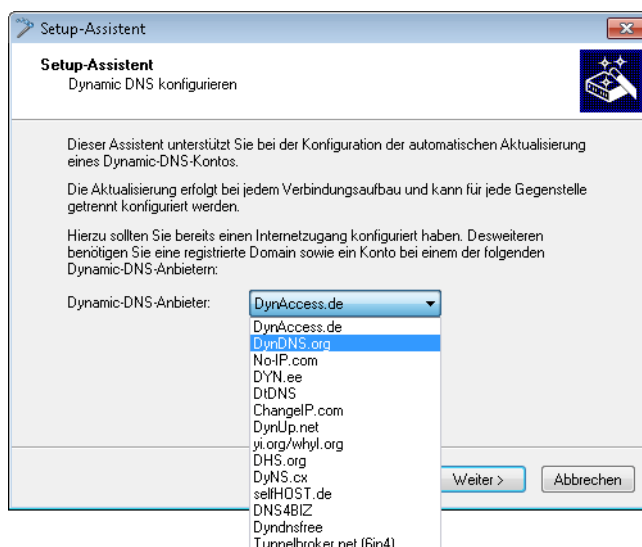 Setup-Assistent
Setup-Assistent
Dynamic DNS konfigurieren
Dieser Assistent unterstützt Sie bei der Konfiguration der automatischen Aktualisierung
eines Dynamic-DNS-Kontos.
Die Aktualisierung erfolgt bei jedem Verbindungsaufbau und kann für jede Gegenstelle
getrennt konfiguriert werden.
Hierzu sollten Sie bereits einen Internetzugang konfiguriert haben. Desweiteren
benötigen Sie eine registrierte Domain sowie ein Konto bei einem der folgenden
Dynamic-DNS-Anbietern:
Dynamic-DNS-Anbieter: DynAccess.de
DynAccess.de
DynDNS.org
No-IP.com
DYN.ee
DtDNS
ChangeIP.com
DynUp.net
yi.org/whyI.org
DHS.org
DyNS.cx
selfHOST.de
DNS4BIZ
Dyndnsfree
Tunnelbroker.net (6in4)
Weiter > Abbrechen